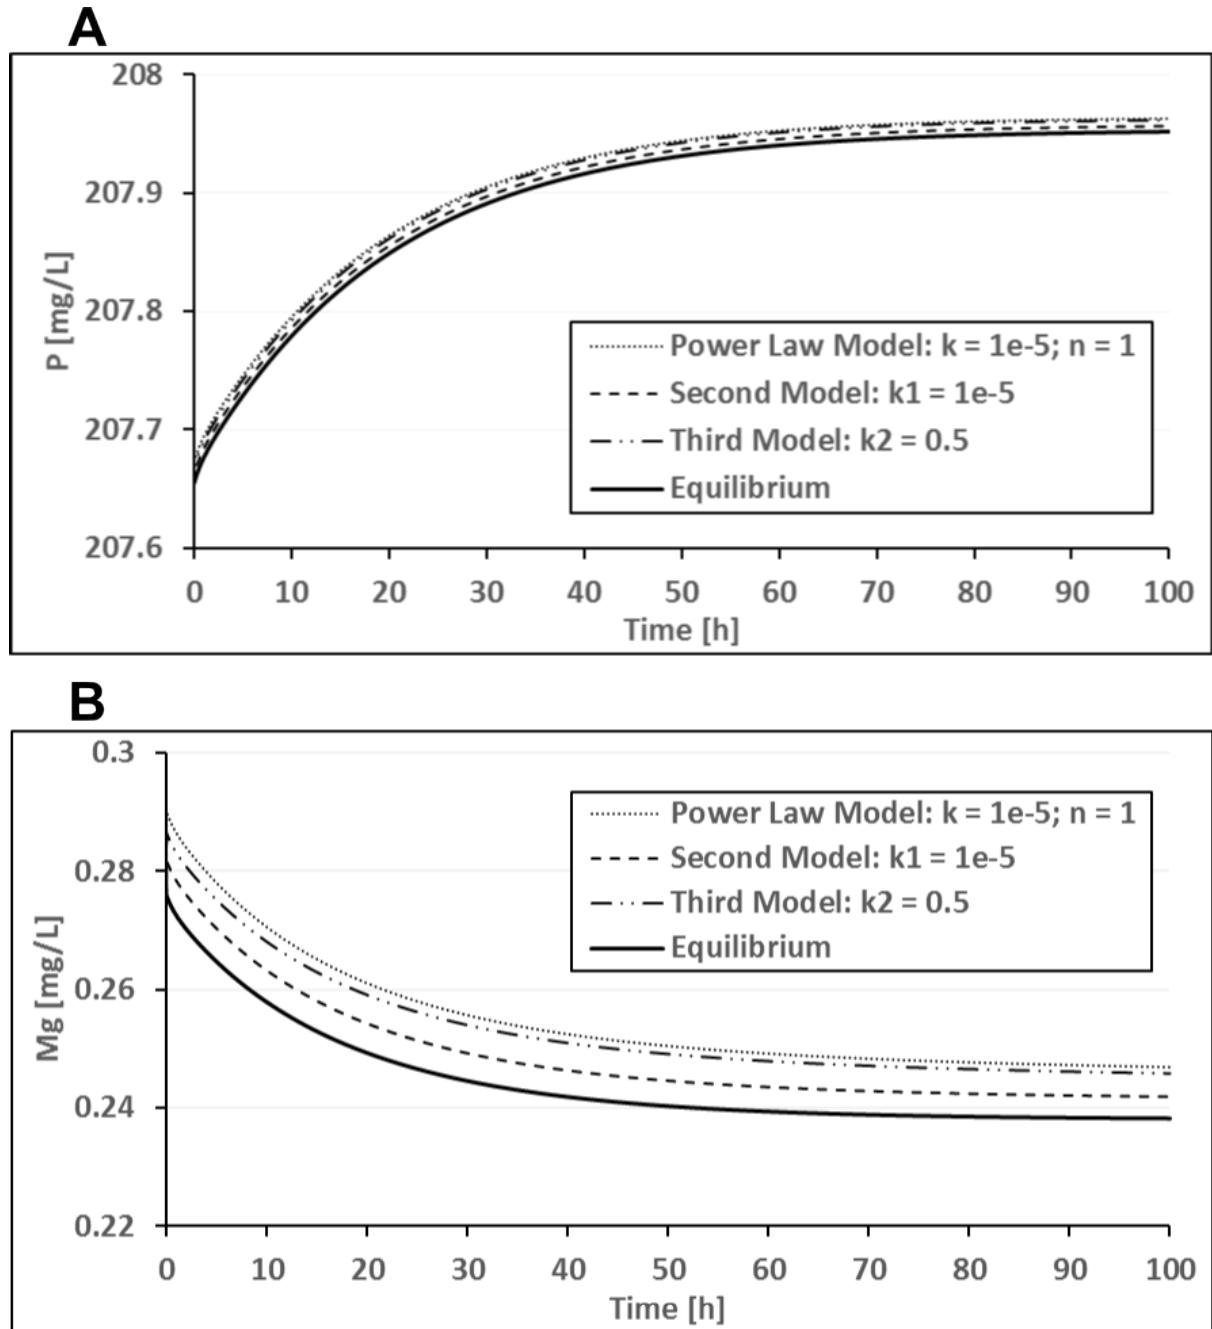 A
208
207.9
207.8
207.7
207.6
P [mg/L]
Power Law Model: k = 1e-5; n = 1
Second Model: k1 = 1e-5
Third Model: k2 = 0.5
Equilibrium
0 10 20 30 40 50 60 70 80 90 100
Time [h]
B
0.3
0.28
0.26
0.24
0.22
Mg [mg/L]
Power Law Model: k = 1e-5; n = 1
Second Model: k1 = 1e-5
Third Model: k2 = 0.5
Equilibrium
0 10 20 30 40 50 60 70 80 90 100
Time [h]